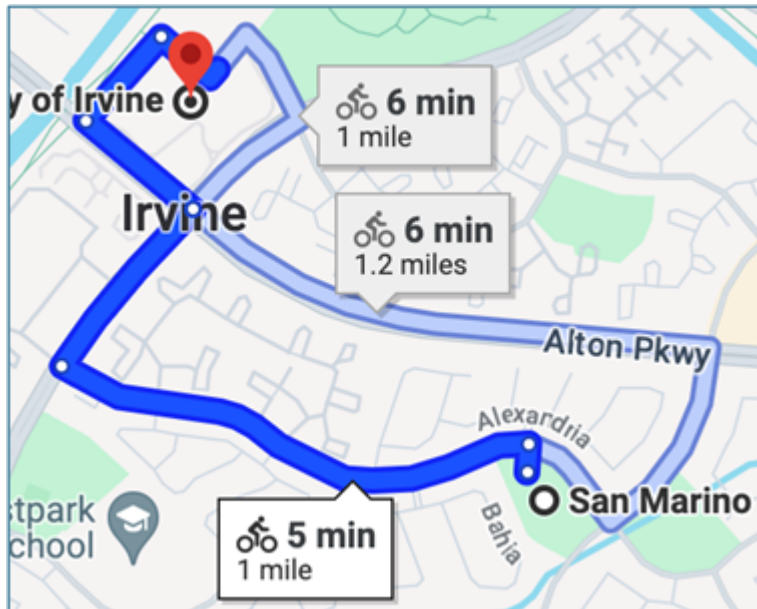 y of Irvine
6 min
1 mile
Irvine
6 min
1.2 miles
Alton Pkwy
Alexandria
San Marino
Bahia
stpark
chool
5 min
1 mile